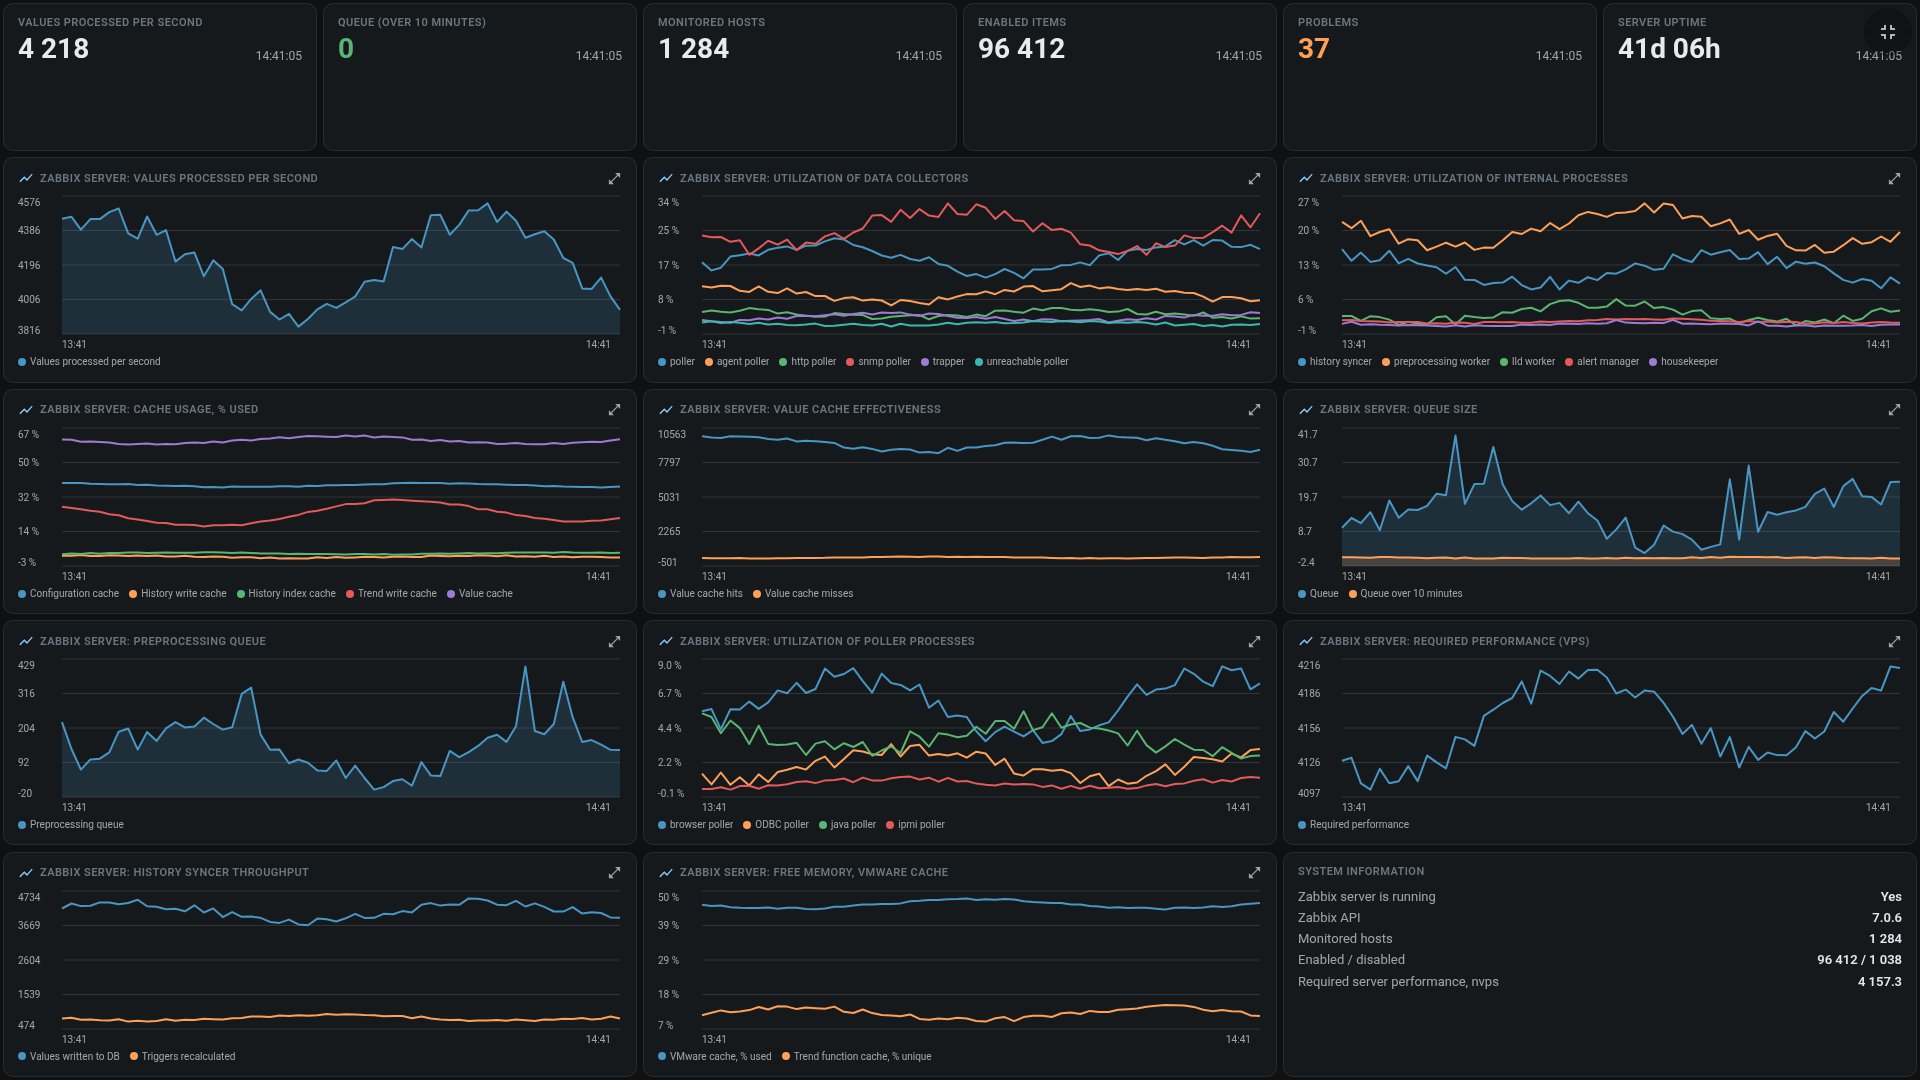 VALUES PROCESSED PER SECOND
4 218
14:41:05
QUEUE (OVER 10 MINUTES)
0
14:41:05
MONITORED HOSTS
1 284
14:41:05
ENABLED ITEMS
96 412
14:41:05
PROBLEMS
37
14:41:05
SERVER UPTIME
41d 06h
14:41:05
ZABBIX SERVER: VALUES PROCESSED PER SECOND
4576
4386
4196
4006
3816
13:41 14:41
Values processed per second
ZABBIX SERVER: UTILIZATION OF DATA COLLECTORS
34 %
25 %
17 %
8 %
-1 %
13:41 14:41
poller agent poller http poller snmp poller trapper unreachable poller
ZABBIX SERVER: UTILIZATION OF INTERNAL PROCESSES
27 %
20 %
13 %
6 %
-1 %
13:41 14:41
history syncer preprocessing worker lld worker alert manager housekeeper
ZABBIX SERVER: CACHE USAGE, % USED
67 %
50 %
32 %
14 %
-3 %
13:41 14:41
Configuration cache History write cache History index cache Trend write cache Value cache
ZABBIX SERVER: VALUE CACHE EFFECTIVENESS
10563
7797
5031
2265
-501
13:41 14:41
Value cache hits Value cache misses
ZABBIX SERVER: QUEUE SIZE
41.7
30.7
19.7
8.7
-2.4
13:41 14:41
Queue Queue over 10 minutes
ZABBIX SERVER: PREPROCESSING QUEUE
429
316
204
92
-20
13:41 14:41
Preprocessing queue
ZABBIX SERVER: UTILIZATION OF POLLER PROCESSES
9.0 %
6.7 %
4.4 %
2.2 %
-0.1 %
13:41 14:41
browser poller ODBC poller java poller ipmi poller
ZABBIX SERVER: REQUIRED PERFORMANCE (VPS)
4216
4186
4156
4126
4097
13:41 14:41
Required performance
ZABBIX SERVER: HISTORY SYNCER THROUGHPUT
4734
3669
2604
1539
474
13:41 14:41
Values written to DB Triggers recalculated
ZABBIX SERVER: FREE MEMORY, VMWARE CACHE
50 %
39 %
29 %
18 %
7 %
13:41 14:41
VMware cache, % used Trend function cache, % unique
SYSTEM INFORMATION
Zabbix server is running Yes
Zabbix API 7.0.6
Monitored hosts 1 284
Enabled / disabled 96 412 / 1 038
Required server performance, nvps 4 157.3